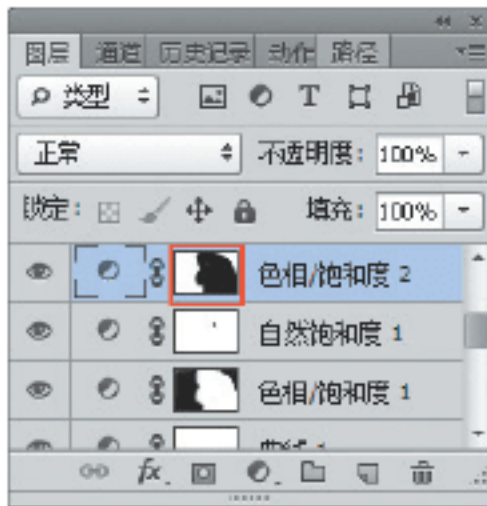 图层 通道 历史记录 动作 路径
类型
正常 不透明度: 100%
锁定: 填充: 100%
色相/饱和度 2
自然饱和度 1
色相/饱和度 1
fx.